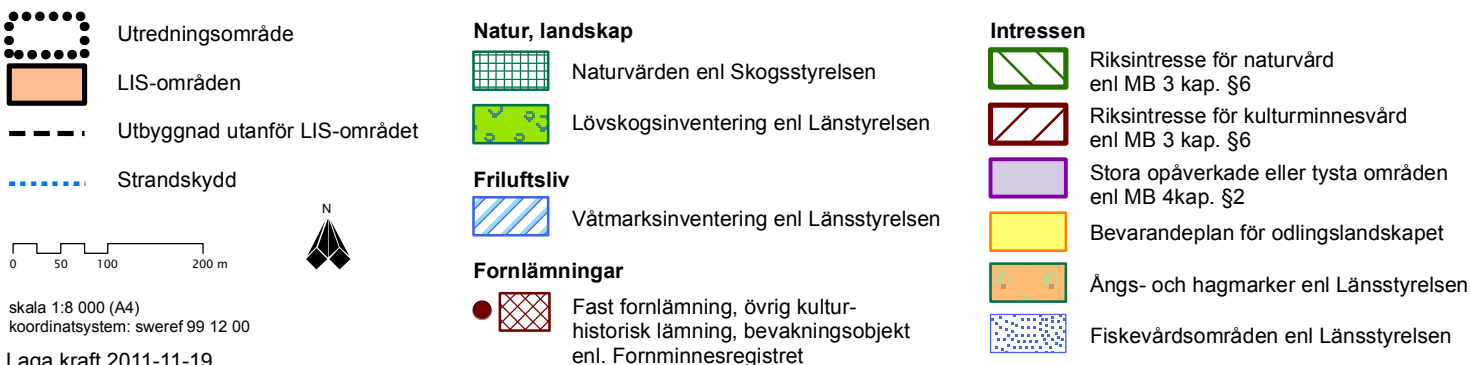 Utredningsområde
LIS-områden
Utbyggnad utanför LIS-området
Strandskydd
N
0 50 100 200 m
skala 1:8 000 (A4)
koordinatsystem: sweref 99 12 00
Laga kraft 2011-11-19
Natur, landskap
Naturvärden enl Skogsstyrelsen
Lövskogsinventering enl Länstyrelsen
Friluftsliv
Våtmarksinventering enl Länsstyrelsen
Fornlämningar
Fast fornlämning, övrig kultur-
historisk lämning, bevakningsobjekt
enl. Fornminnesregistret
Intressen
Riksintresse för naturvård
enl MB 3 kap. §6
Riksintresse för kulturminnesvård
enl MB 3 kap. §6
Stora opåverkade eller tysta områden
enl MB 4kap. §2
Bevarandeplan för odlingslandskapet
Ångs- och hagmarker enl Länsstyrelsen
Fiskevårdsområden enl Länsstyrelsen